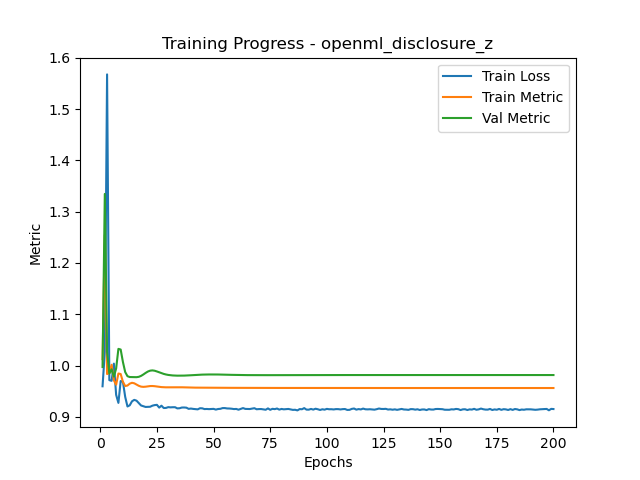 Training Progress - openml_disclosure_z
Train Loss
Train Metric
Val Metric
Metric
1.6
1.5
1.4
1.3
1.2
1.1
1.0
0.9
0
25
50
75
100
125
150
175
200
Epochs